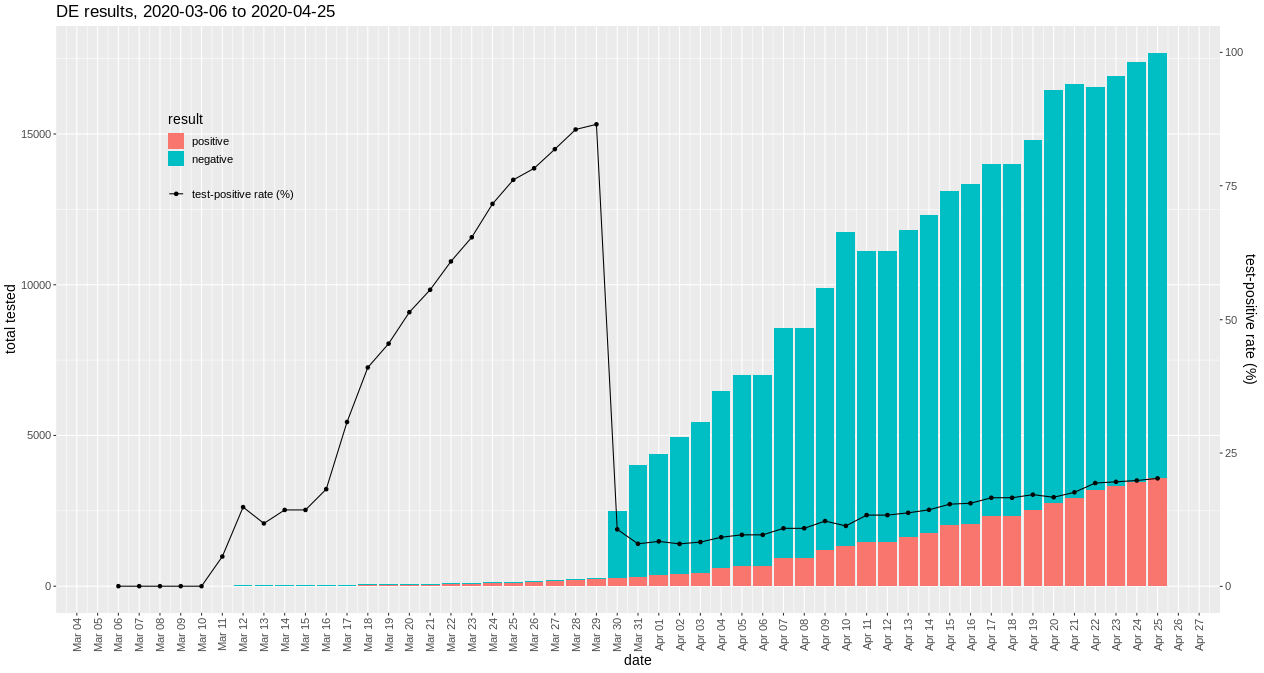 DE results, 2020-03-06 to 2020-04-25
result
positive
negative
test-positive rate (%)
total tested
15000
10000
5000
0
100
75
50
25
0
test-positive rate (%)
Mar 04
Mar 05
Mar 06
Mar 07
Mar 08
Mar 09
Mar 10
Mar 11
Mar 12
Mar 13
Mar 14
Mar 15
Mar 16
Mar 17
Mar 18
Mar 19
Mar 20
Mar 21
Mar 22
Mar 23
Mar 24
Mar 25
Mar 26
Mar 27
Mar 28
Mar 29
Mar 30
Mar 31
Apr 01
Apr 02
Apr 03
Apr 04
Apr 05
Apr 06
Apr 07
Apr 08
Apr 09
Apr 10
Apr 11
Apr 12
Apr 13
Apr 14
Apr 15
Apr 16
Apr 17
Apr 18
Apr 19
Apr 20
Apr 21
Apr 22
Apr 23
Apr 24
Apr 25
Apr 26
Apr 27
date